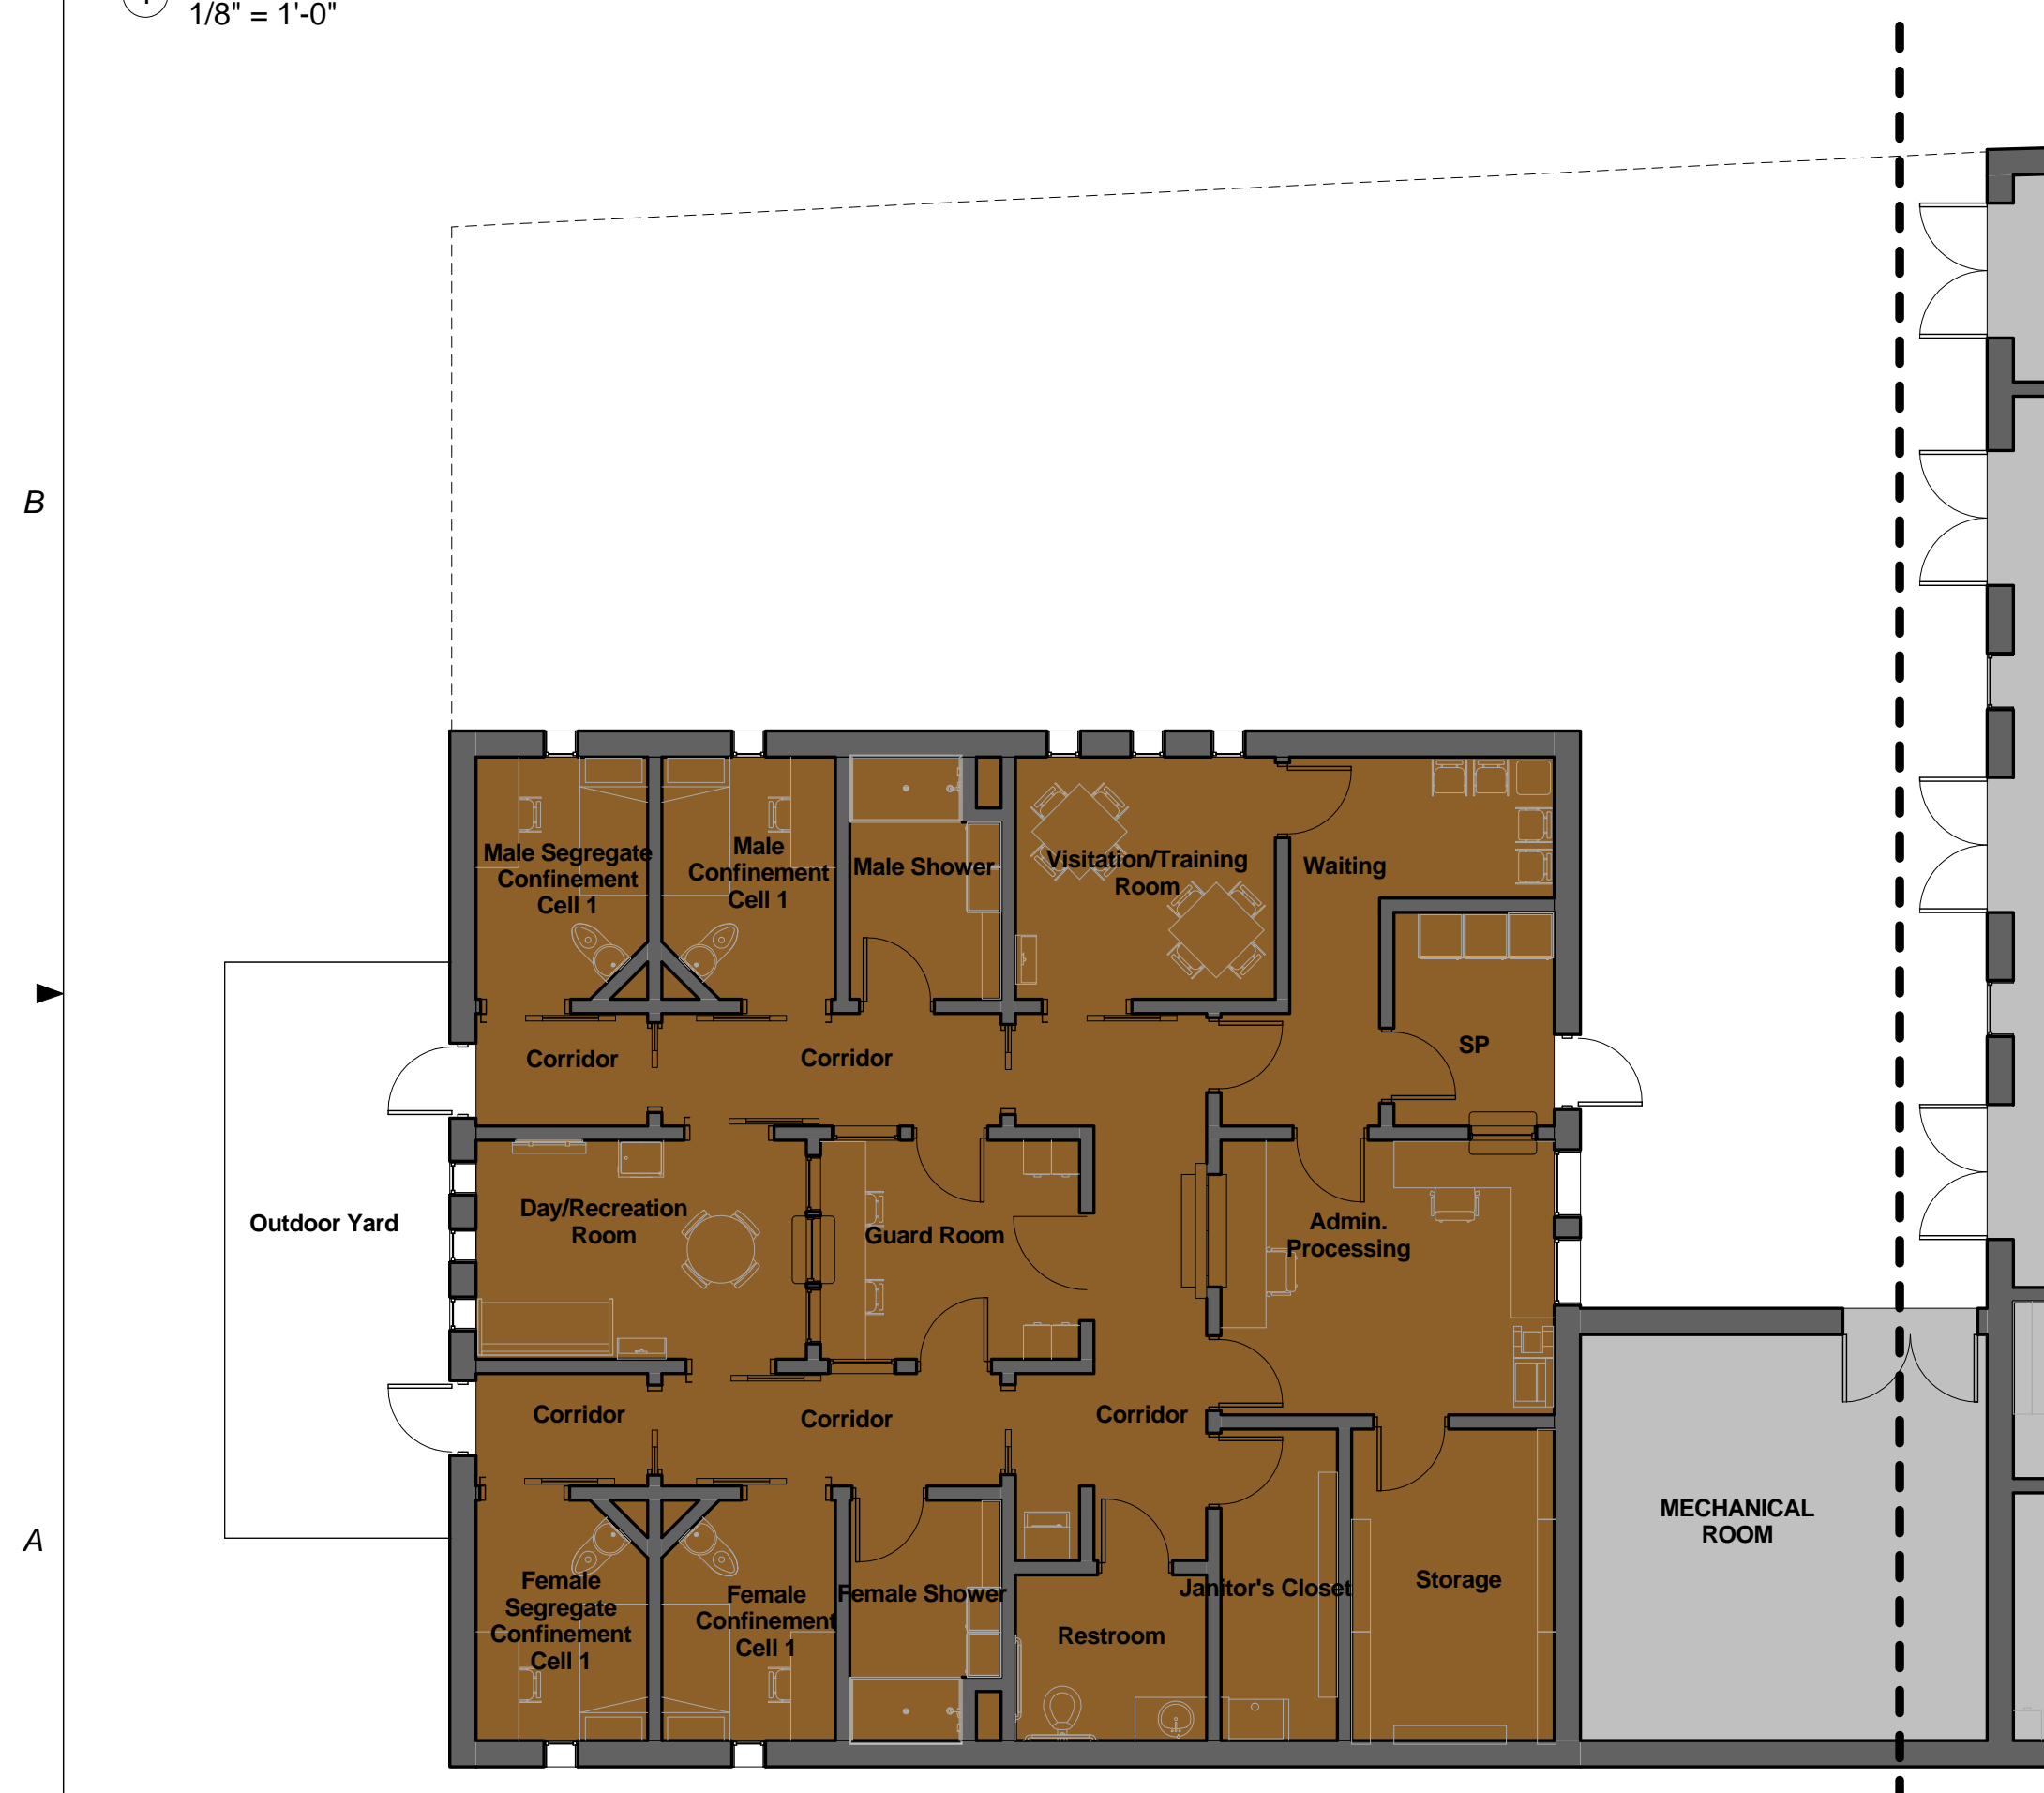 1/8" = 1'-0"
B
Male Segregate
Confinement
Cell 1
Male
Confinement
Cell 1
Male Shower
Visitation/Training
Room
Waiting
SP
Corridor
Corridor
Outdoor Yard
Day/Recreation
Room
Guard Room
Admin.
Processing
Corridor
Corridor
Corridor
A
Female
Segregate
Confinement
Cell 1
Female
Confinement
Cell 1
Female Shower
Restroom
Janitor's Closet
Storage
MECHANICAL
ROOM